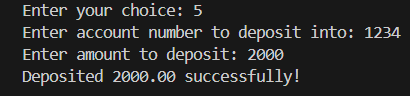 Enter your choice: 5
Enter account number to deposit into: 1234
Enter amount to deposit: 2000
Deposited 2000.00 successfully!